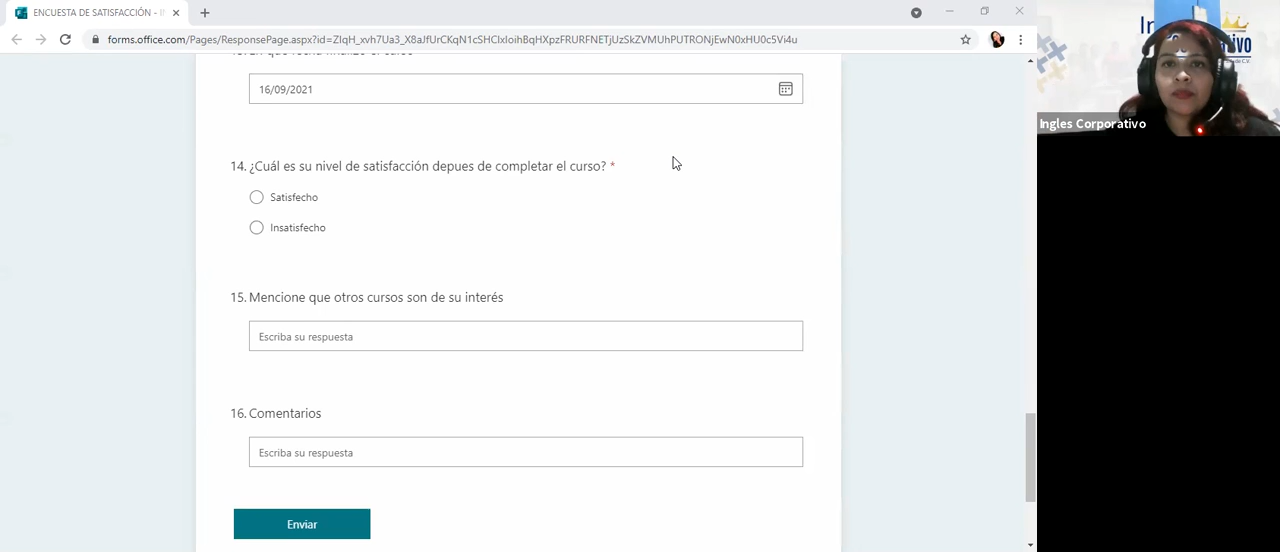 ENCUESTA DE SATISFACCIÓN - I
forms.office.com/Pages/ResponsePage.aspx?id=ZIqH_xvh7Ua3_X8aJfUrCKqN1c5HClxIoihKmHXpzFRURFNETjUzSkZVMUhPUTRONjEwN0xHU0c5Vi4u
16/09/2021
14. ¿Cuál es su nivel de satisfacción depues de completar el curso? *
Satisfecho
Insatisfecho
15. Mencione que otros cursos son de su interés
Escriba su respuesta
16. Comentarios
Escriba su respuesta
Enviar
Ingles Corporativo